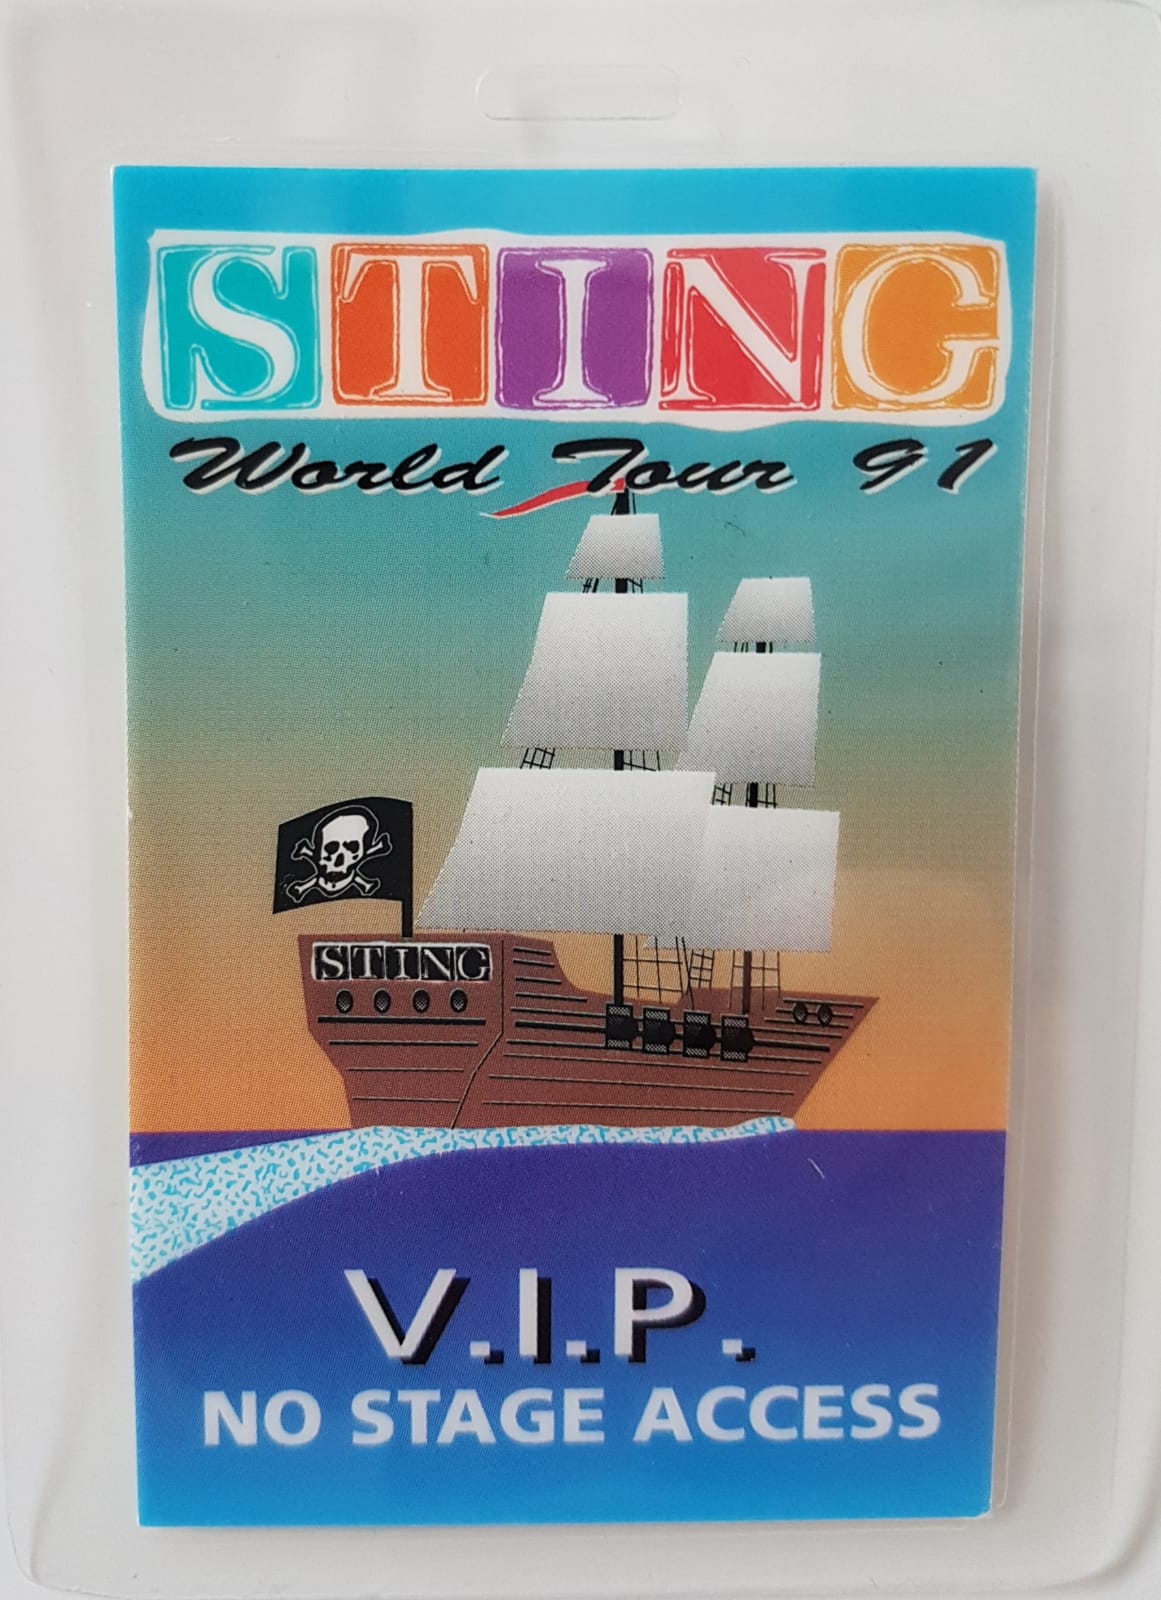 STING
World Tour 91
STING
V.I.P.
NO STAGE ACCESS